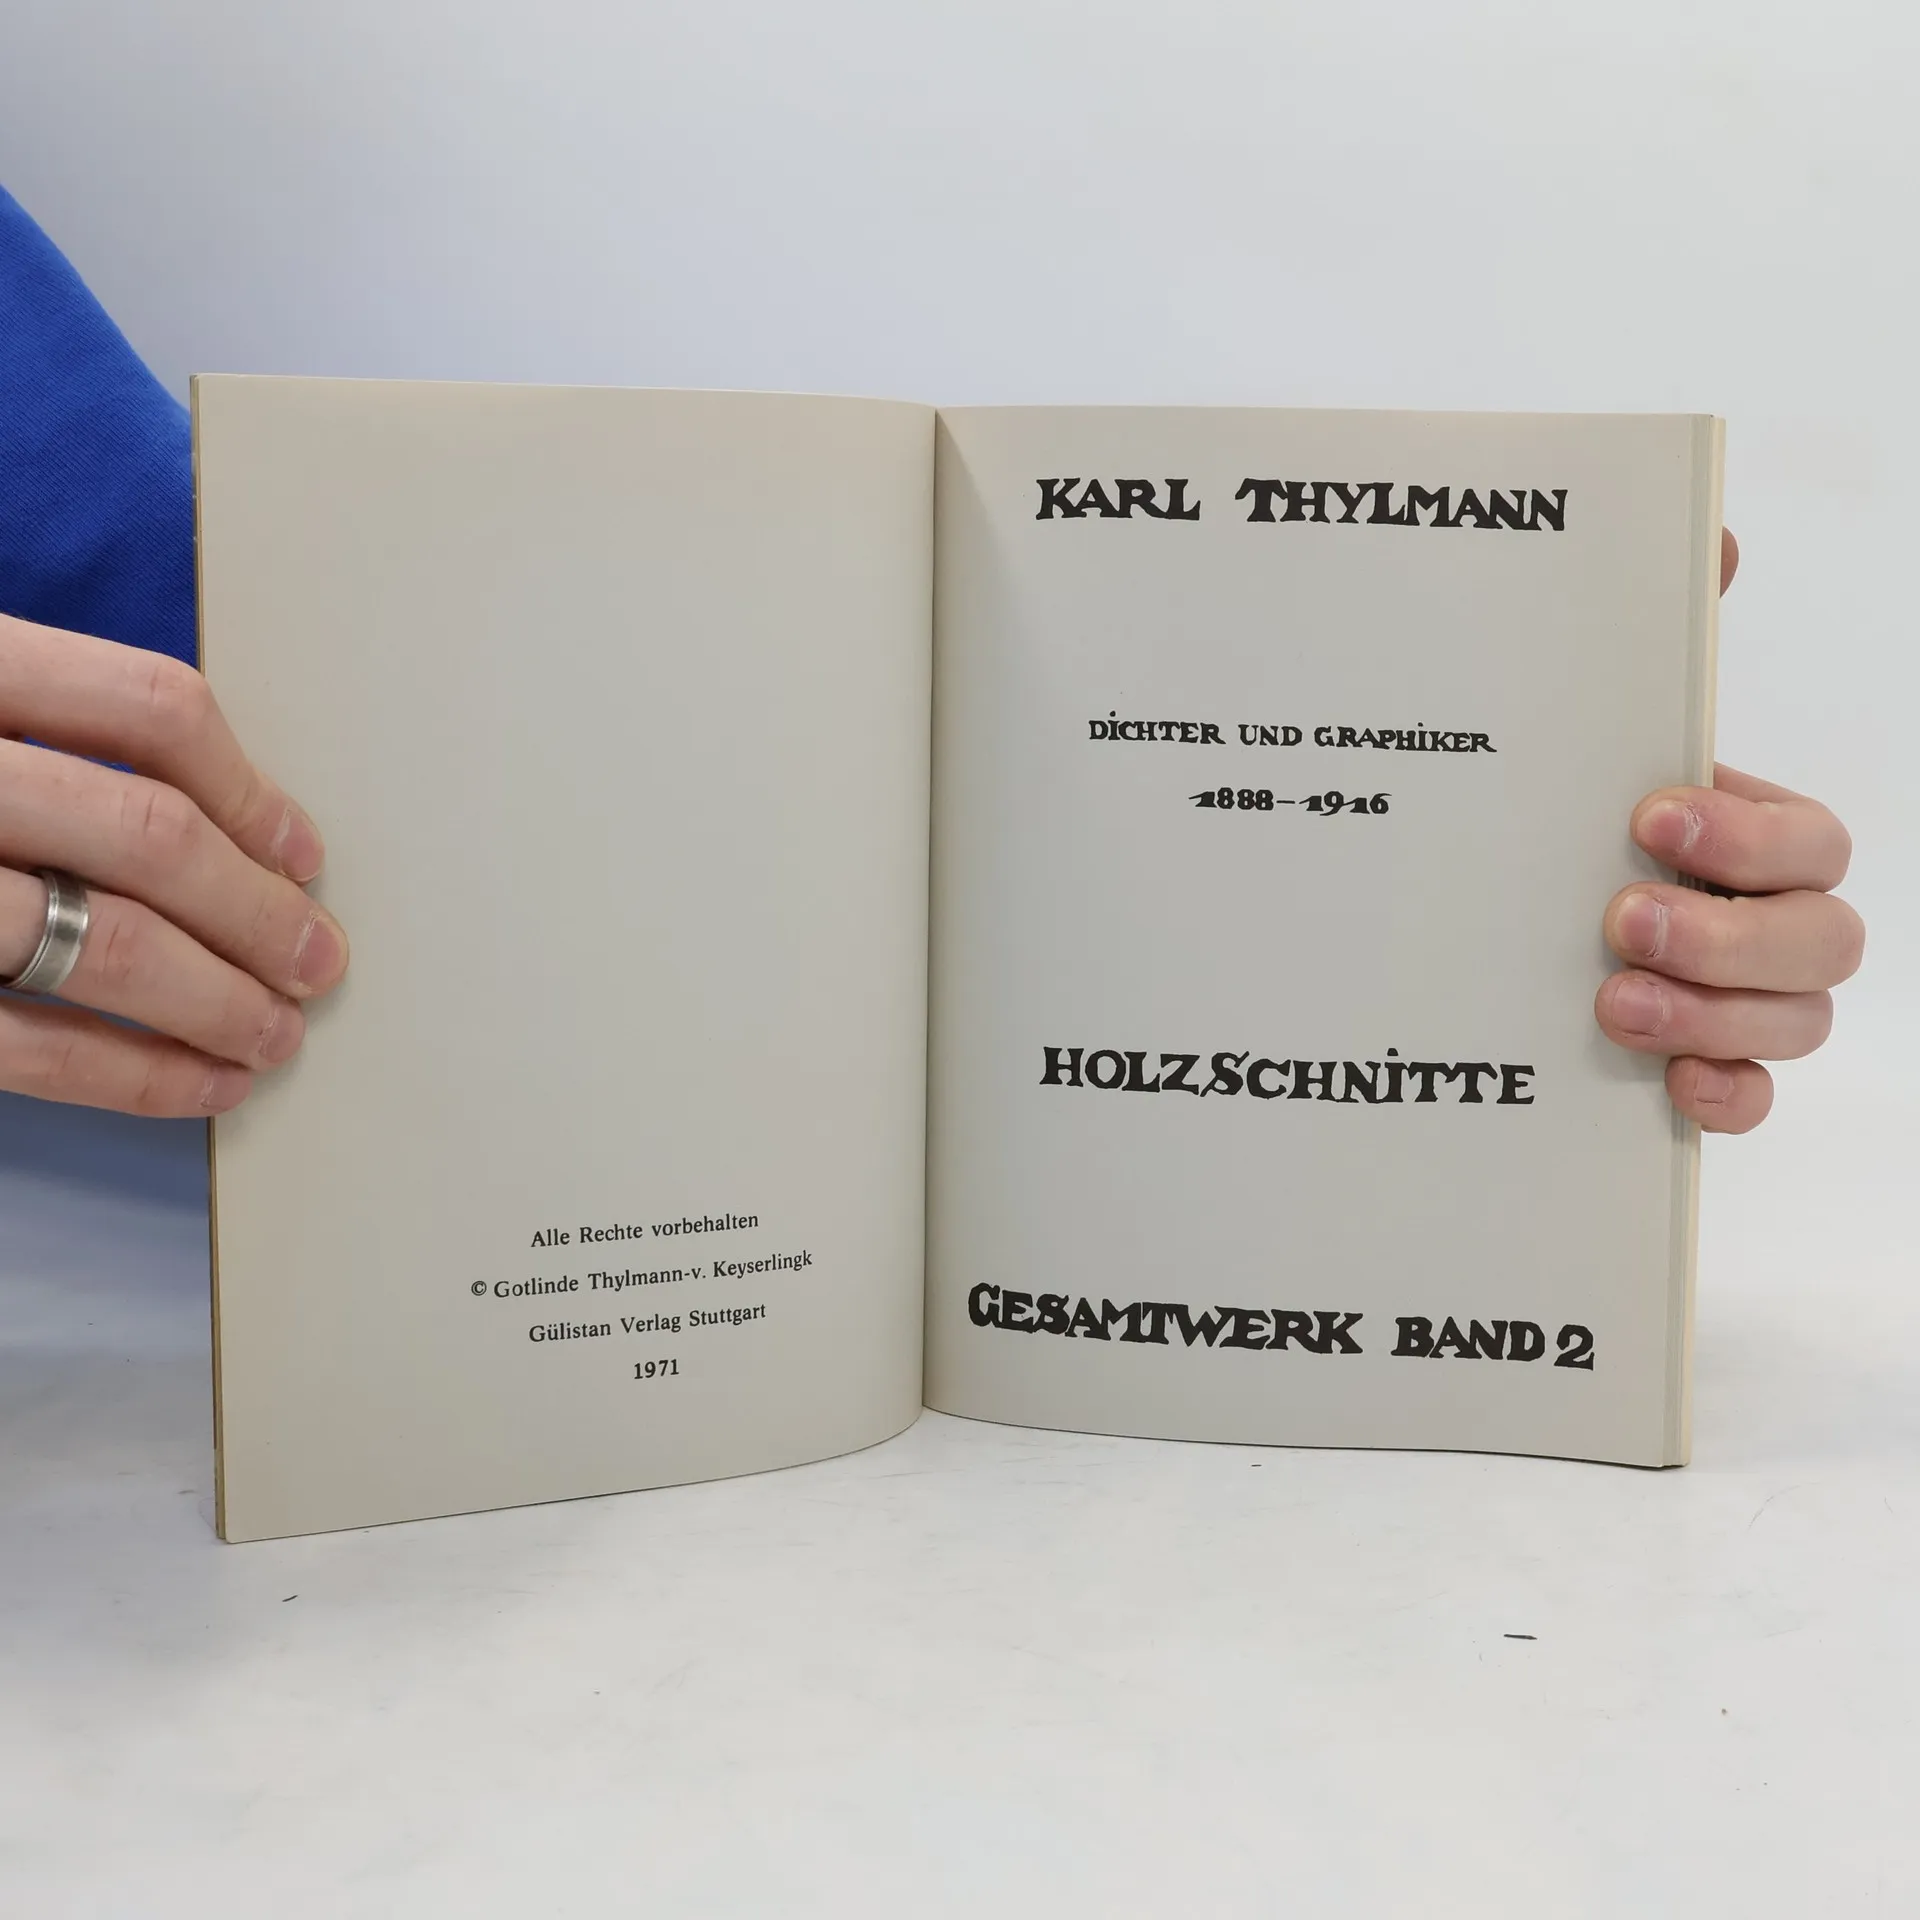 Alle Rechte vorbehalten
© Gotlinde Thylmann-v. Keyserlingk
Gülistan Verlag Stuttgart
1971
KARL THYLMANN
DiCHTER UND GRAPHiKER
1888–1916
HOLZSCHNiTTE
GESAMTWERK BAND 2